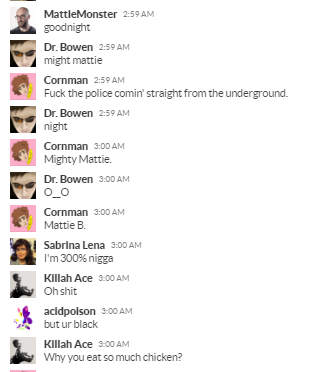 MattleMonster 2:59 AM
goodnight
Dr. Bowen 2:59 AM
might mattie
Cornman 2:59 AM
Fuck the police comin' straight from the underground.
Dr. Bowen 2:59 AM
night
Cornman 3:00 AM
Mighty Mattie.
Dr. Bowen 3:00 AM
O__O
Cornman 3:00 AM
Mattie B.
Sabrina Lena 3:00 AM
I'm 300% nigga
Killah Ace 3:00 AM
Oh shit
acidpoison 3:00 AM
but ur black
Killah Ace 3:00 AM
Why you eat so much chicken?